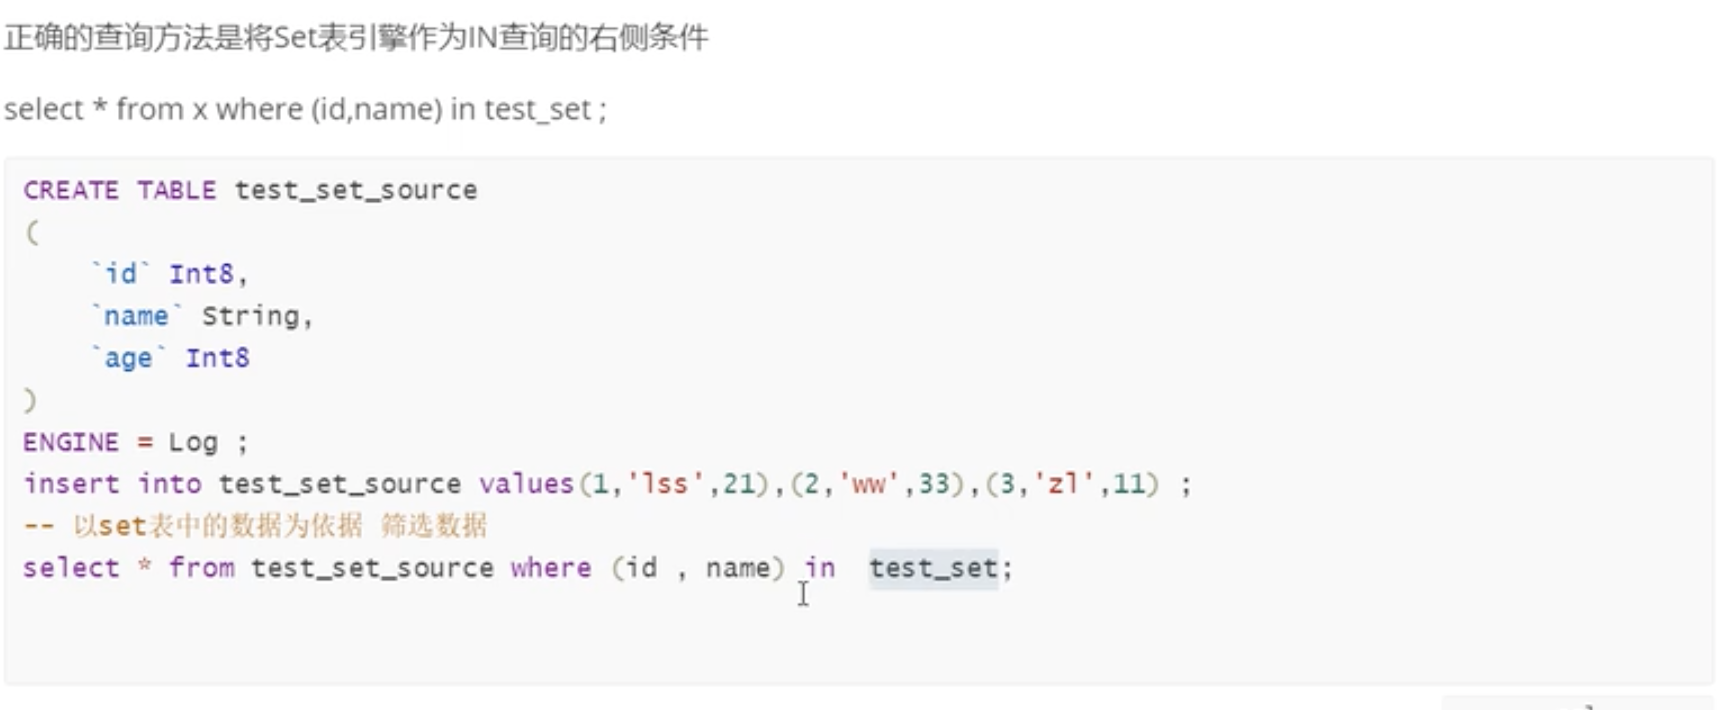 正确的查询方法是将Set表引擎作为IN查询的右侧条件
select * from x where (id,name) in test_set ;
CREATE TABLE test_set_source
(
`id` Int8,
`name` String,
`age` Int8
)
ENGINE = Log ;
insert into test_set_source values(1,'lss',21),(2,'ww',33),(3,'zl',11) ;
-- 以set表中的数据为依据 筛选数据
select * from test_set_source where (id , name) in  test_set;